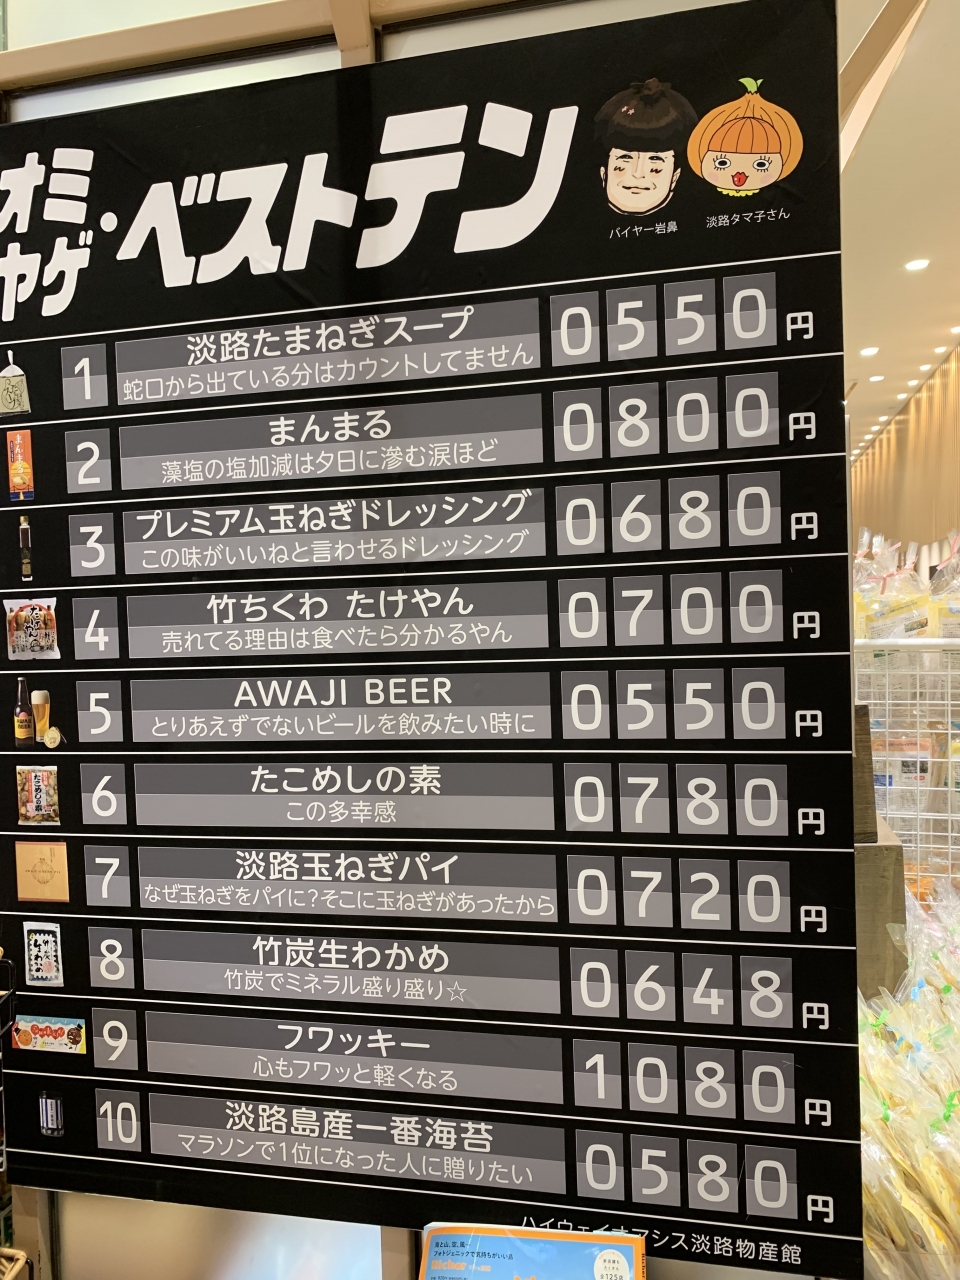 オミヤゲ・ベストテン
バイヤー岩鼻
淡路タマ子さん
1 淡路たまねぎスープ 0550円
蛇口から出ている分はカウントしてません
2 まんまる 0800円
藻塩の塩加減は夕日に滲む涙ほど
3 プレミアム玉ねぎドレッシング 0680円
この味がいいねと言わせるドレッシング
4 竹ちくわ たけやん 0700円
売れてる理由は食べたら分かるやん
5 AWAJI BEER 0550円
とりあえずでないビールを飲みたい時に
6 たこめしの素 0780円
この多幸感
7 淡路玉ねぎパイ 0720円
なぜ玉ねぎをパイに?そこに玉ねぎがあったから
8 竹炭生わかめ 0648円
竹炭でミネラル盛り盛り☆
9 フワッキー 1080円
心もフワッと軽くなる
10 淡路島産一番海苔 0580円
マラソンで1位になった人に贈りたい
ハイウェイオアシス淡路物産館
フォトジェニックで気持ちがいい島